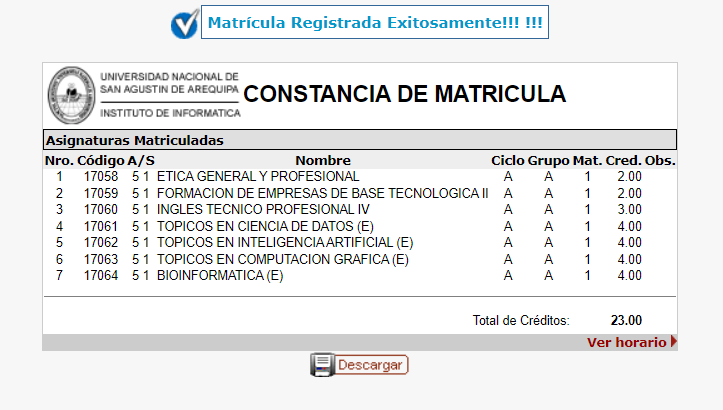 Matrícula Registrada Exitosamente!!! !!!
UNIVERSIDAD NACIONAL DE
SAN AGUSTIN DE AREQUIPA
INSTITUTO DE INFORMATICA
CONSTANCIA DE MATRICULA
Asignaturas Matriculadas
Nro. Código A/S Nombre Ciclo Grupo Mat. Cred. Obs.
1 17058 5 1 ETICA GENERAL Y PROFESIONAL A A 1 2.00
2 17059 5 1 FORMACION DE EMPRESAS DE BASE TECNOLOGICA II A A 1 2.00
3 17060 5 1 INGLES TECNICO PROFESIONAL IV A A 1 3.00
4 17061 5 1 TOPICOS EN CIENCIA DE DATOS (E) A A 1 4.00
5 17062 5 1 TOPICOS EN INTELIGENCIA ARTIFICIAL (E) A A 1 4.00
6 17063 5 1 TOPICOS EN COMPUTACION GRAFICA (E) A A 1 4.00
7 17064 5 1 BIOINFORMATICA (E) A A 1 4.00
Total de Créditos: 23.00
Ver horario
Descargar